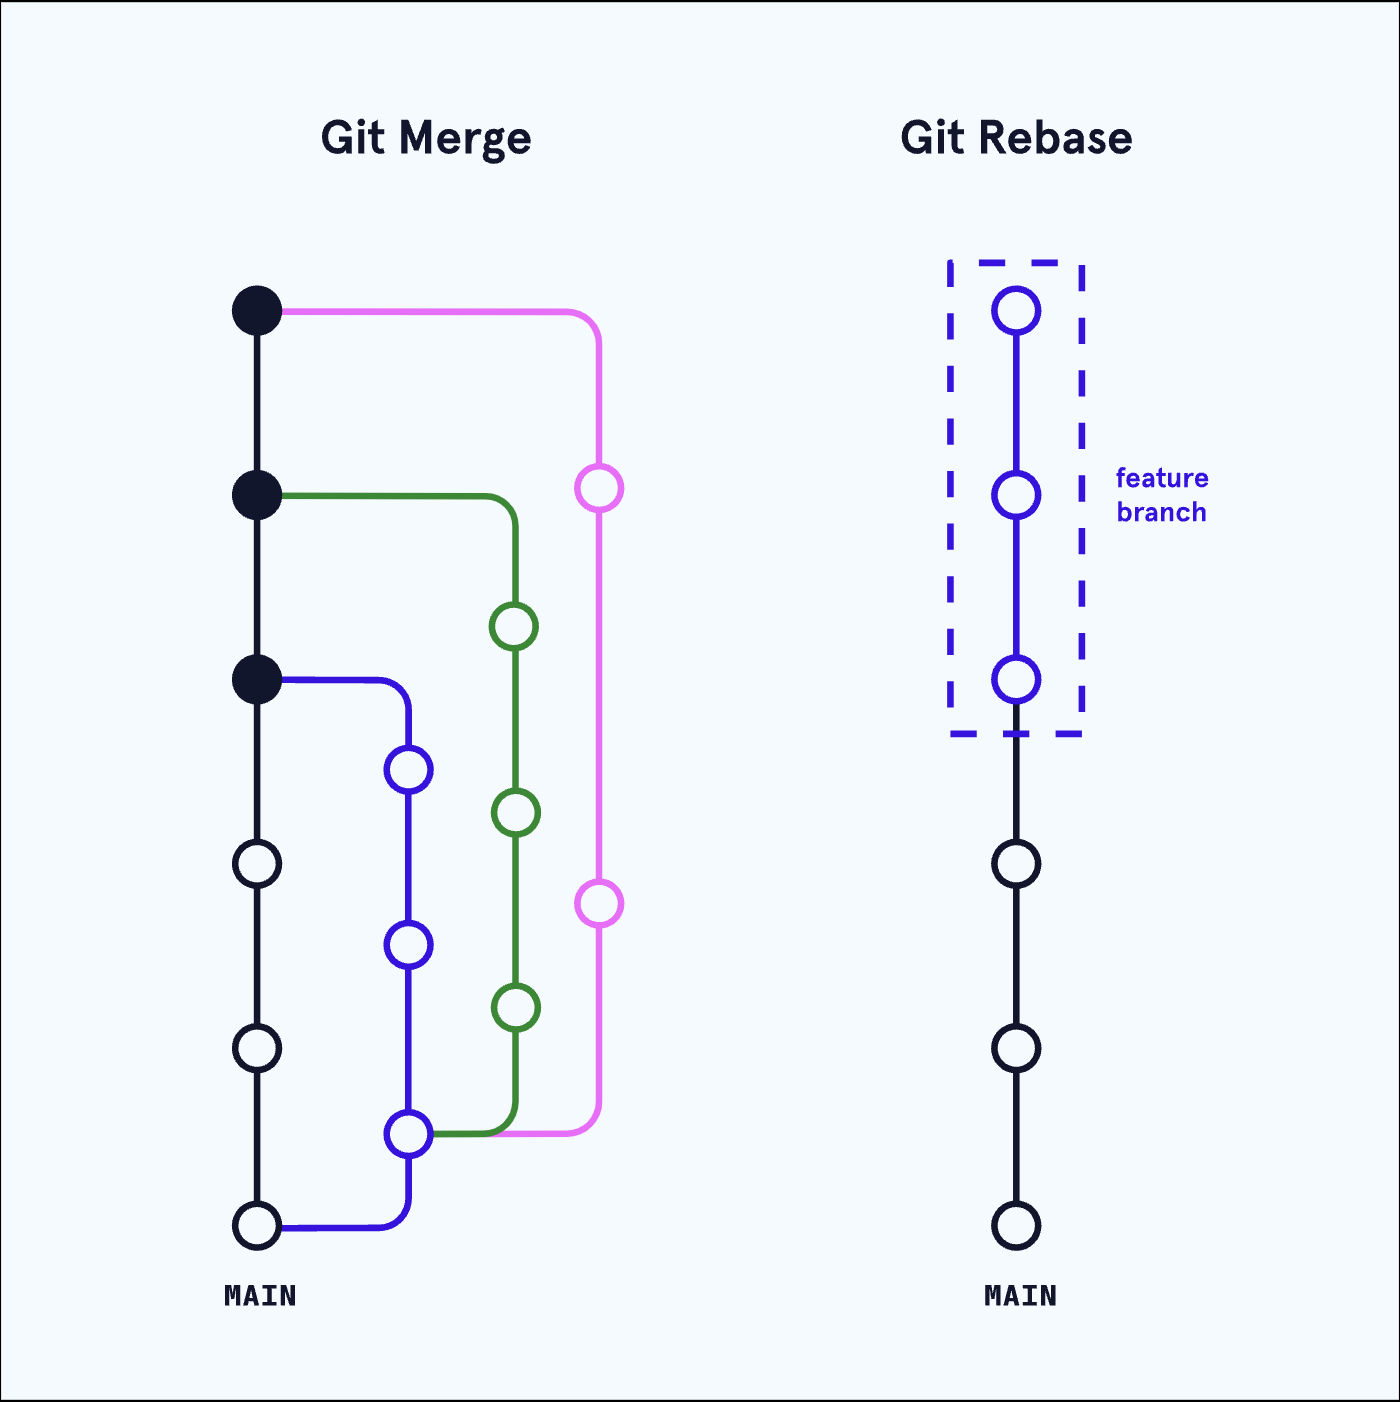 Git Merge
Git Rebase
feature
branch
MAIN
MAIN